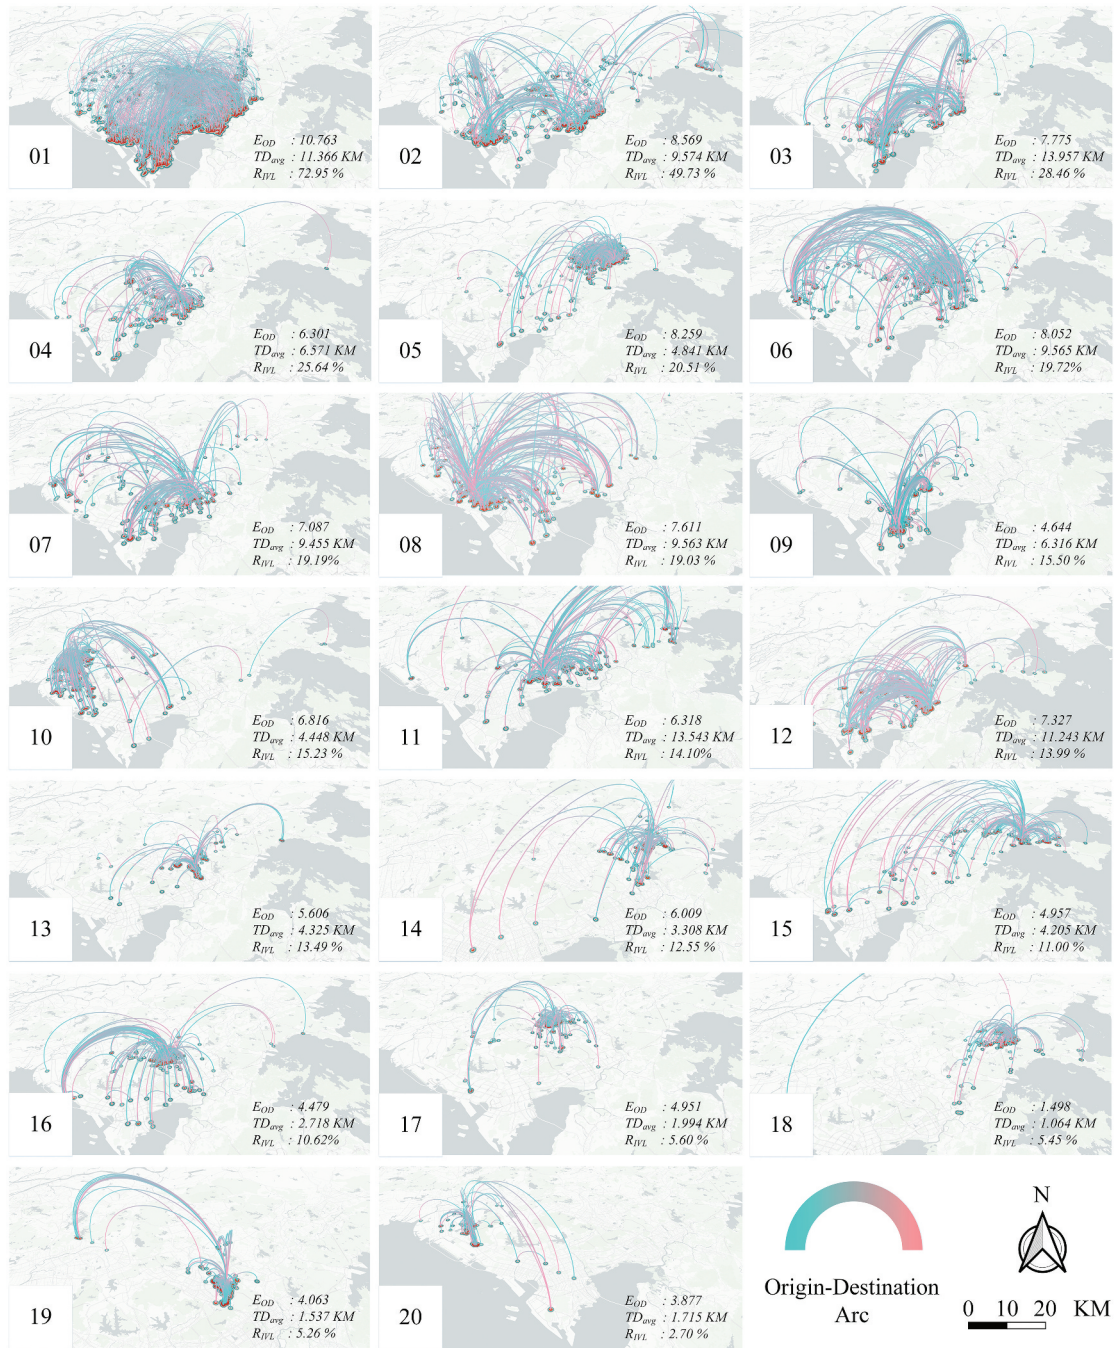 01
E_OD : 10.763
TD_avg : 11.366 KM
R_IVL : 72.95 %
02
E_OD : 8.569
TD_avg : 9.574 KM
R_IVL : 49.73 %
03
E_OD : 7.775
TD_avg : 13.957 KM
R_IVL : 28.46 %
04
E_OD : 6.301
TD_avg : 6.571 KM
R_IVL : 25.64 %
05
E_OD : 8.259
TD_avg : 4.841 KM
R_IVL : 20.51 %
06
E_OD : 8.052
TD_avg : 9.565 KM
R_IVL : 19.72%
07
E_OD : 7.087
TD_avg : 9.455 KM
R_IVL : 19.19%
08
E_OD : 7.611
TD_avg : 9.563 KM
R_IVL : 19.03 %
09
E_OD : 4.644
TD_avg : 6.316 KM
R_IVL : 15.50 %
10
E_OD : 6.816
TD_avg : 4.448 KM
R_IVL : 15.23 %
11
E_OD : 6.318
TD_avg : 13.543 KM
R_IVL : 14.10%
12
E_OD : 7.327
TD_avg : 11.243 KM
R_IVL : 13.99 %
13
E_OD : 5.606
TD_avg : 4.325 KM
R_IVL : 13.49 %
14
E_OD : 6.009
TD_avg : 3.308 KM
R_IVL : 12.55 %
15
E_OD : 4.957
TD_avg : 4.205 KM
R_IVL : 11.00 %
16
E_OD : 4.479
TD_avg : 2.718 KM
R_IVL : 10.62%
17
E_OD : 4.951
TD_avg : 1.994 KM
R_IVL : 5.60 %
18
E_OD : 1.498
TD_avg : 1.064 KM
R_IVL : 5.45 %
19
E_OD : 4.063
TD_avg : 1.537 KM
R_IVL : 5.26 %
20
E_OD : 3.877
TD_avg : 1.715 KM
R_IVL : 2.70 %
Origin-Destination
Arc
N
0 10 20 KM